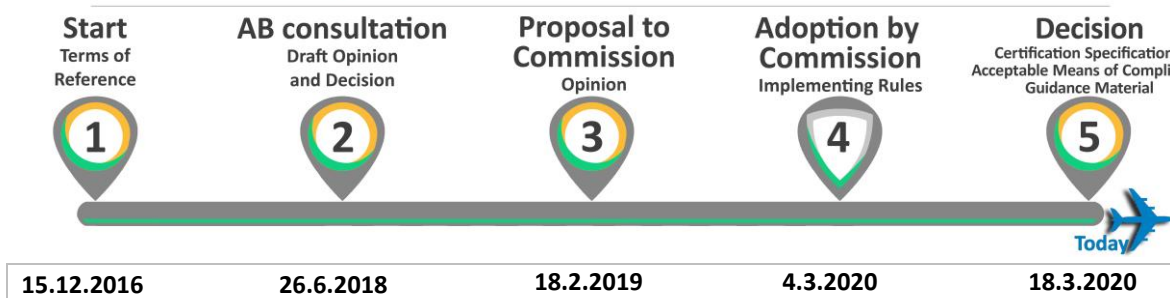 Start
Terms of
Reference
AB consultation
Draft Opinion
and Decision
Proposal to
Commission
Opinion
Adoption by
Commission
Implementing Rules
Decision
Certification Specification
Acceptable Means of Compli
Guidance Material
1
2
3
4
5
Today
15.12.2016
26.6.2018
18.2.2019
4.3.2020
18.3.2020